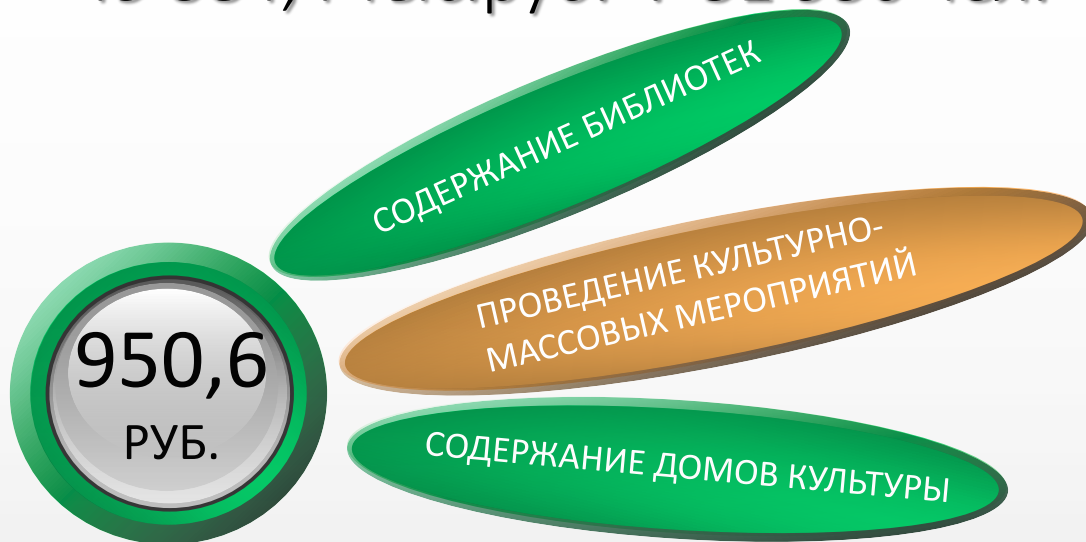 СОДЕРЖАНИЕ БИБЛИОТЕК
ПРОВЕДЕНИЕ КУЛЬТУРНО-
МАССОВЫХ МЕРОПРИЯТИЙ
950,6
РУБ.
СОДЕРЖАНИЕ ДОМОВ КУЛЬТУРЫ